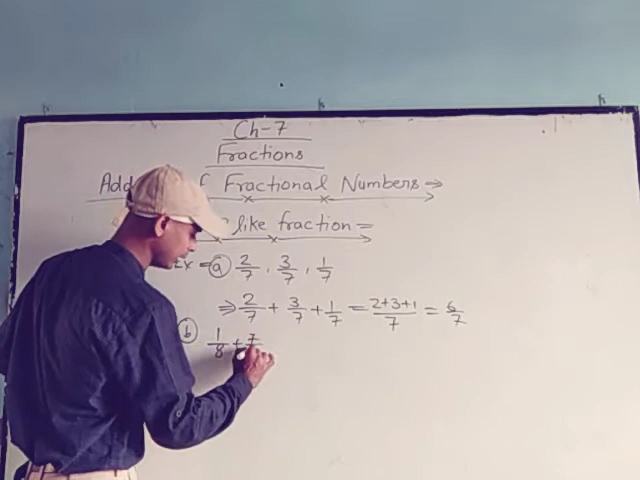 Ch-7
Fractions
Add f Fractional Numbers ⇒
like fraction =
Ex = (a) 2/7, 3/7, 1/7
⇒ 2/7 + 3/7 + 1/7 = 2+3+1/7 = 6/7
(b) 1/8 + 7